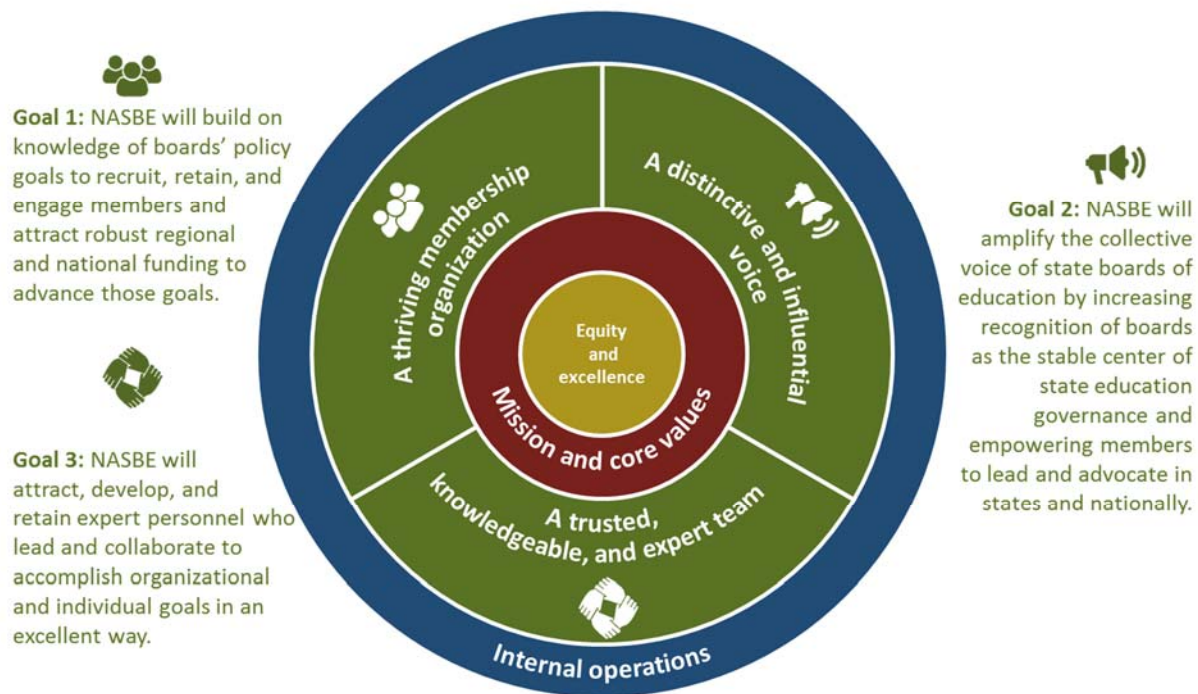 Goal 1: NASBE will build on
knowledge of boards' policy
goals to recruit, retain, and
engage members and
attract robust regional
and national funding to
advance those goals.
Goal 3: NASBE will
attract, develop, and
retain expert personnel who
lead and collaborate to
accomplish organizational
and individual goals in an
excellent way.
A thriving membership
organization
A distinctive and influential
voice
Equity
and
excellence
Mission and core values
A trusted,
knowledgeable, and expert team
Internal operations
Goal 2: NASBE will
amplify the collective
voice of state boards of
education by increasing
recognition of boards
as the stable center of
state education
governance and
empowering members
to lead and advocate in
states and nationally.